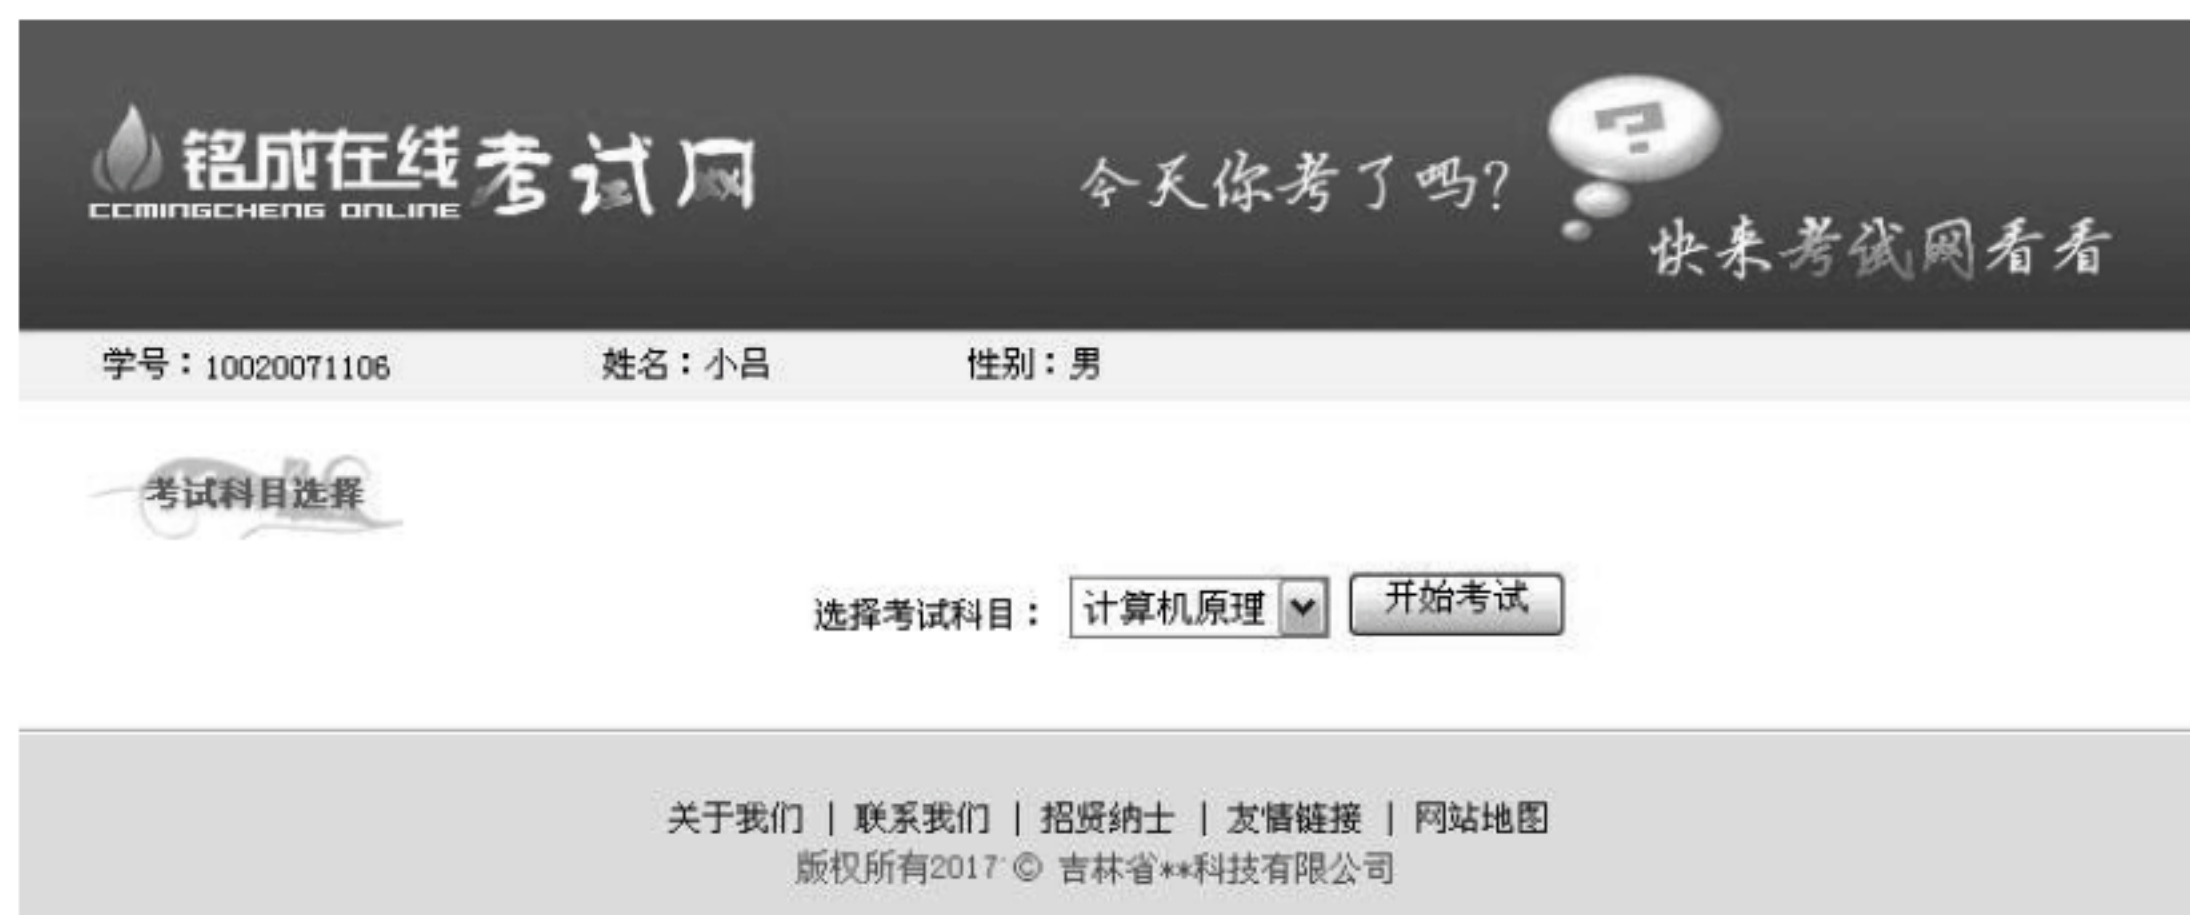 铭成在线考试网
CCMINGCHENG ONLINE
今天你考了吗?
?
快来考试网看看
学号：10020071106 姓名：小吕 性别：男
考试科目选择
选择考试科目： 计算机原理 开始考试
关于我们 | 联系我们 | 招贤纳士 | 友情链接 | 网站地图
版权所有2017 © 吉林省**科技有限公司